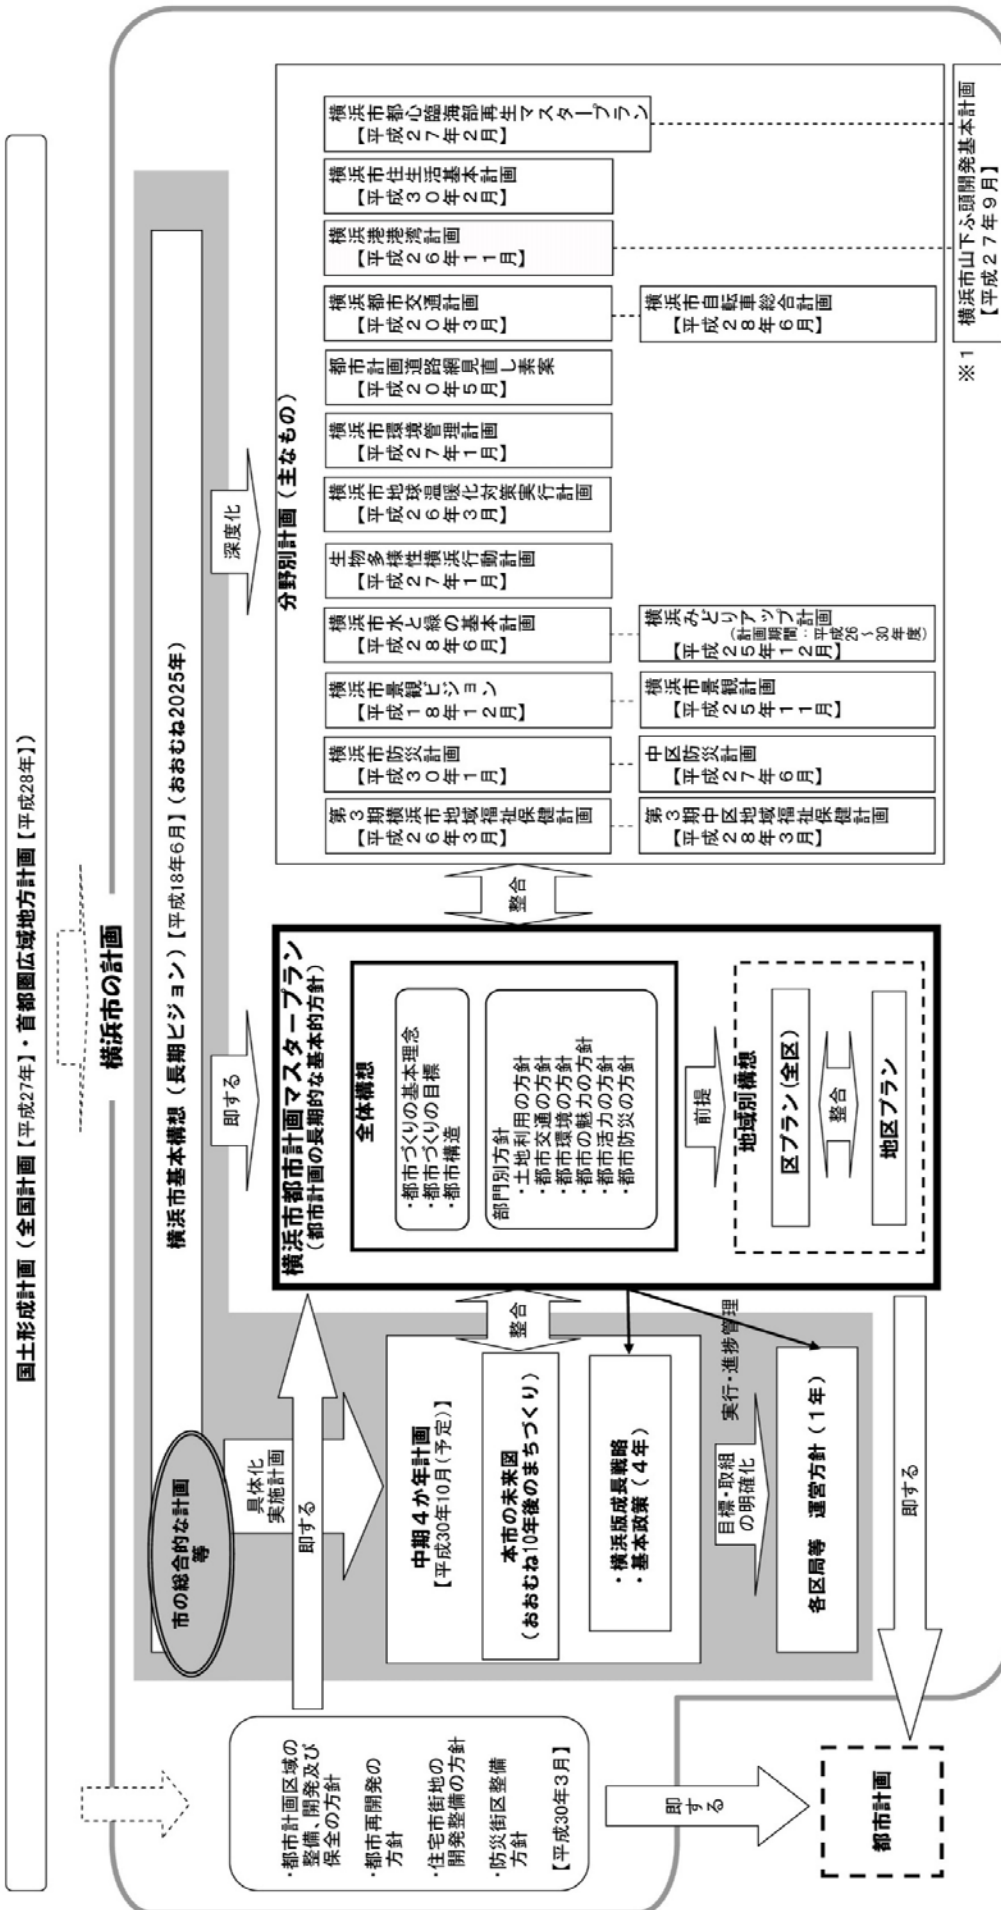 国土形成計画（全国計画【平成27年】・首都圏広域地方計画【平成28年】）
横浜市の計画
市の総合的な計画
等
横浜市基本構想（長期ビジョン）【平成18年6月】（おおむね2025年）
・都市計画区域の
整備、開発及び
保全の方針
・都市再開発の
方針
・住宅市街地の
開発整備の方針
・防災街区整備
方針
【平成30年3月】
即する
都市計画
具体化
実施計画
即する
中期４か年計画
【平成30年10月（予定）】
本市の未来図
（おおむね10年後のまちづくり）
・横浜版成長戦略
・基本政策（４年）
目標・取組
の明確化
実行・進捗管理
各区局等　運営方針（１年）
即する
整合
即する
横浜市都市計画マスタープラン
（都市計画の長期的な基本的方針）
全体構想
・都市づくりの基本理念
・都市づくりの目標
・都市構造
部門別方針
・土地利用の方針
・都市交通の方針
・都市環境の方針
・都市の魅力の方針
・都市活力の方針
・都市防災の方針
前提
地域別構想
区プラン（全区）
整合
地区プラン
整合
深度化
分野別計画（主なもの）
第３期横浜市地域福祉保健計画
【平成２６年３月】
第３期中区地域福祉保健計画
【平成２８年３月】
横浜市防災計画
【平成３０年１月】
中区防災計画
【平成２７年６月】
横浜市景観ビジョン
【平成18年１２月】
横浜市景観計画
【平成２５年１１月】
横浜市水と緑の基本計画
【平成２８年６月】
横浜みどりアップ計画
（計画期間：平成26～30年度）
【平成２５年１２月】
生物多様性横浜行動計画
【平成２７年１月】
横浜市地球温暖化対策実行計画
【平成２６年３月】
横浜市環境管理計画
【平成２７年１月】
都市計画道路網見直し素案
【平成２０年５月】
横浜都市交通計画
【平成２０年３月】
横浜市自転車総合計画
【平成２８年６月】
横浜港港湾計画
【平成２６年１１月】
横浜市住生活基本計画
【平成３０年２月】
横浜市都心臨海部再生マスタープラン
【平成２７年２月】
※１
横浜市山下ふ頭開発基本計画
【平成２７年９月】